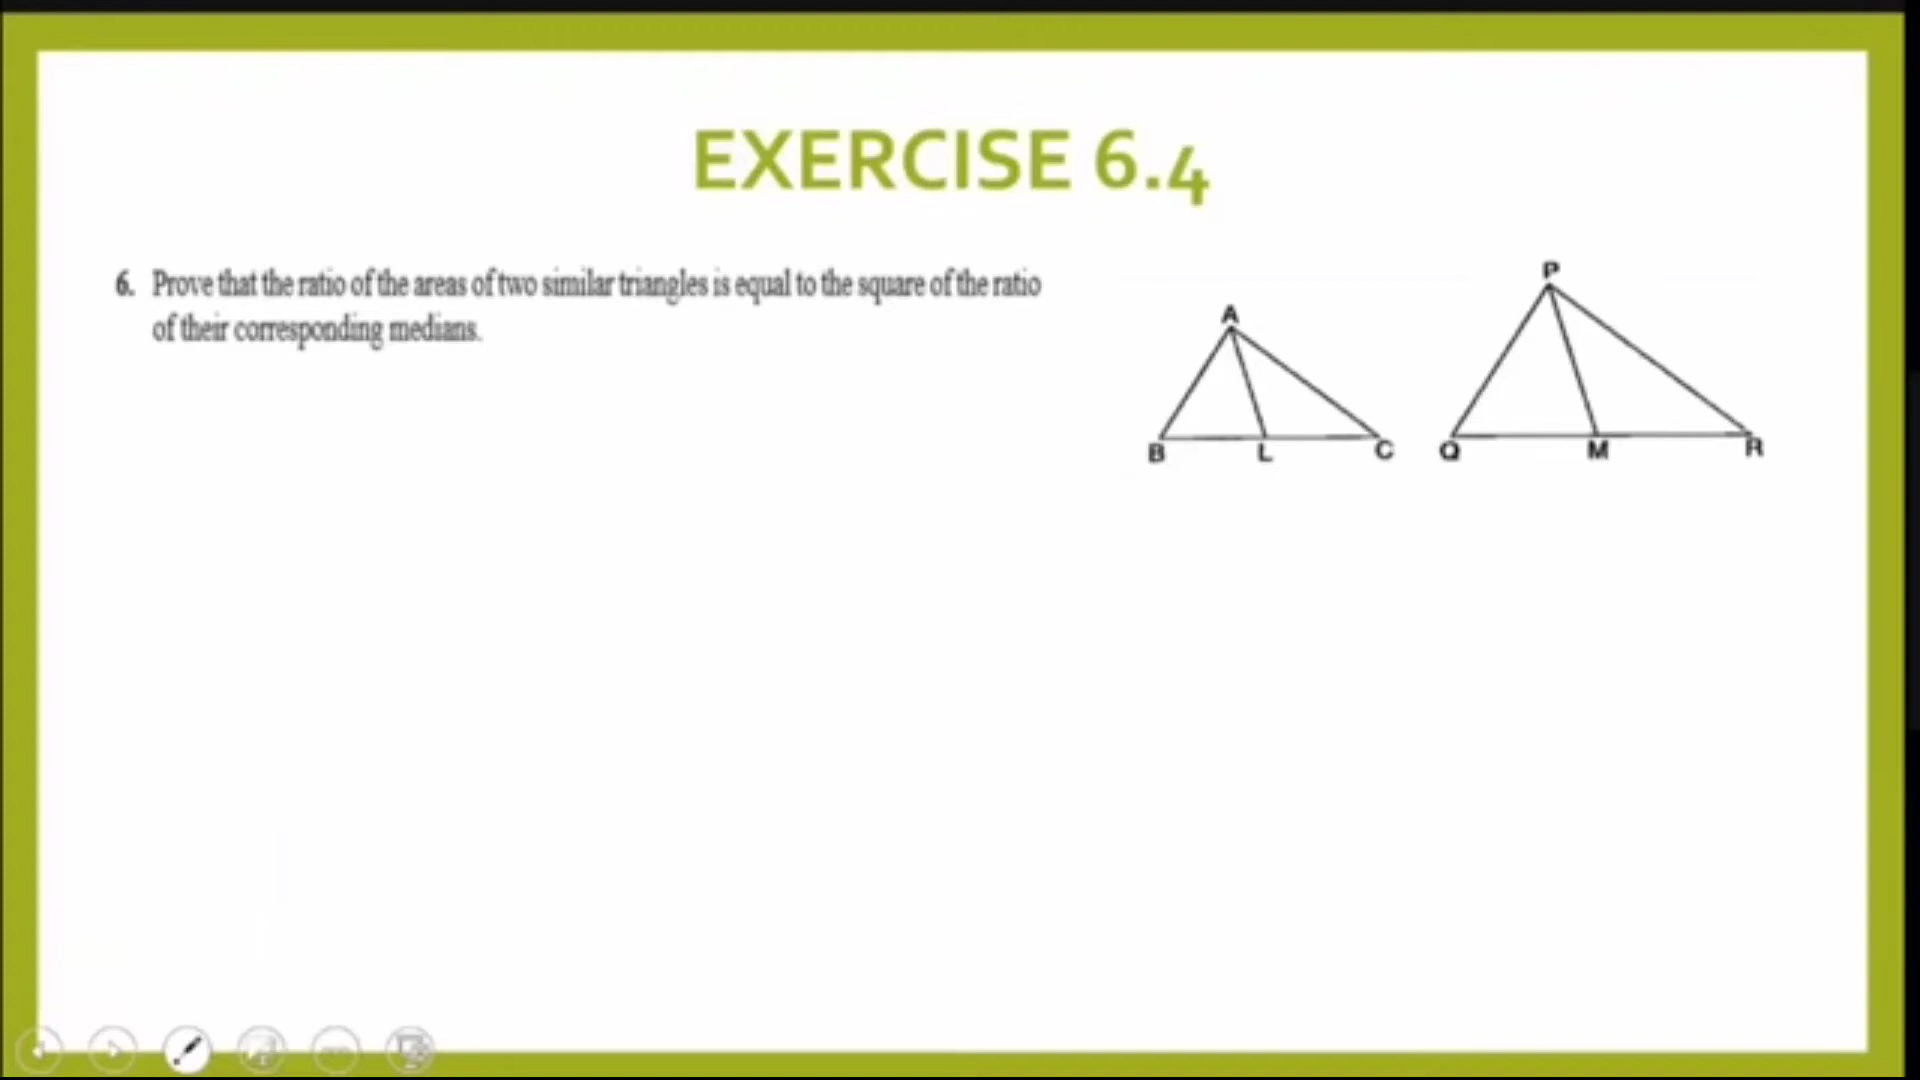 EXERCISE 6.4
6. Prove that the ratio of the areas of two similar triangles is equal to the square of the ratio
of their corresponding medians.
P
A
B L C Q M R